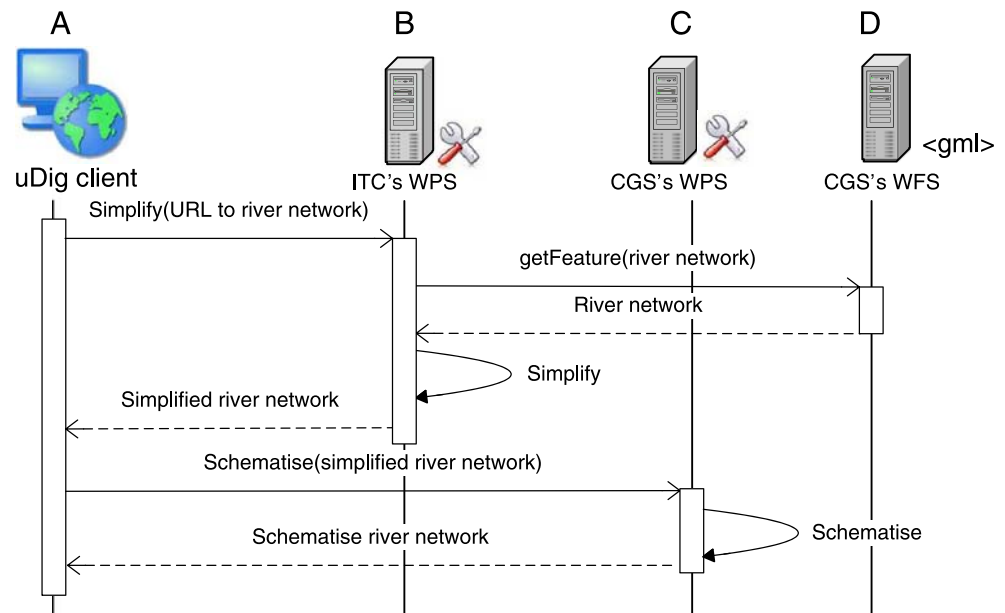 A B C D
<gml>
uDig client ITC's WPS CGS's WPS CGS's WFS
Simplify(URL to river network)
getFeature(river network)
River network
Simplify
Simplified river network
Schematise(simplified river network)
Schematise river network
Schematise